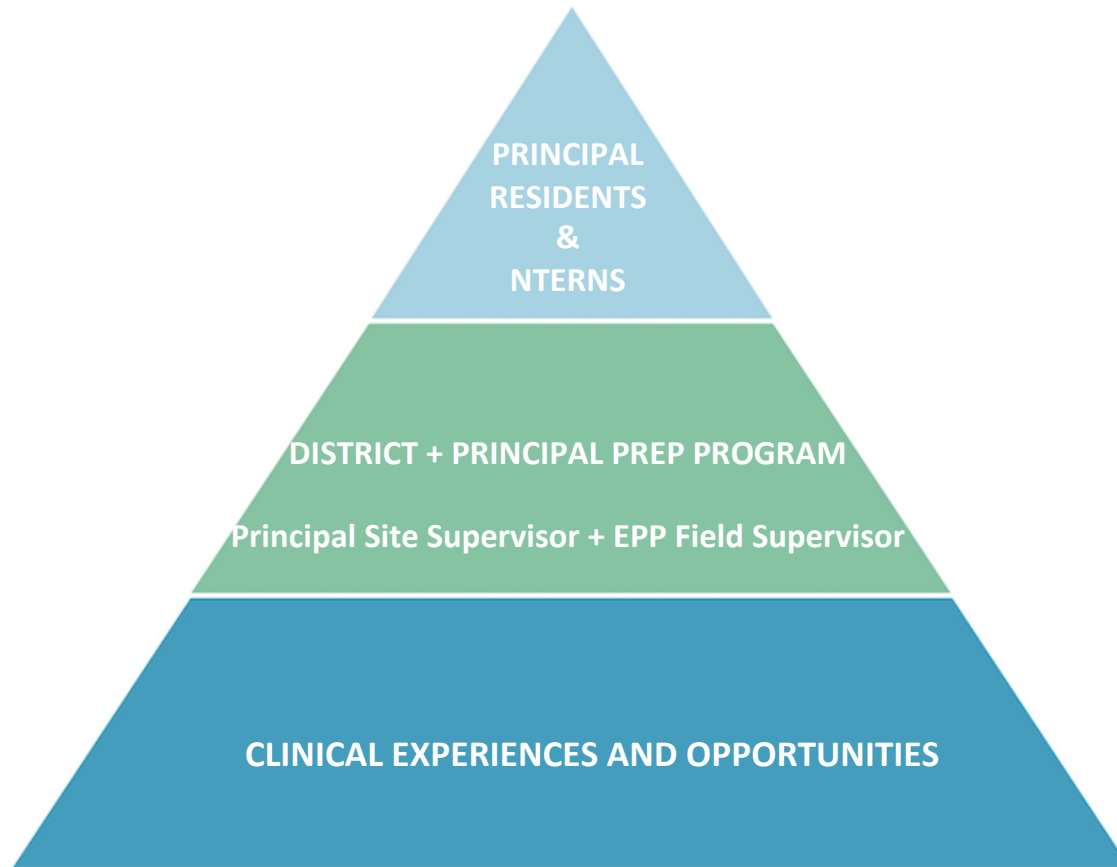 PRINCIPAL
RESIDENTS
&
NTERNS
DISTRICT + PRINCIPAL PREP PROGRAM
Principal Site Supervisor + EPP Field Supervisor
CLINICAL EXPERIENCES AND OPPORTUNITIES